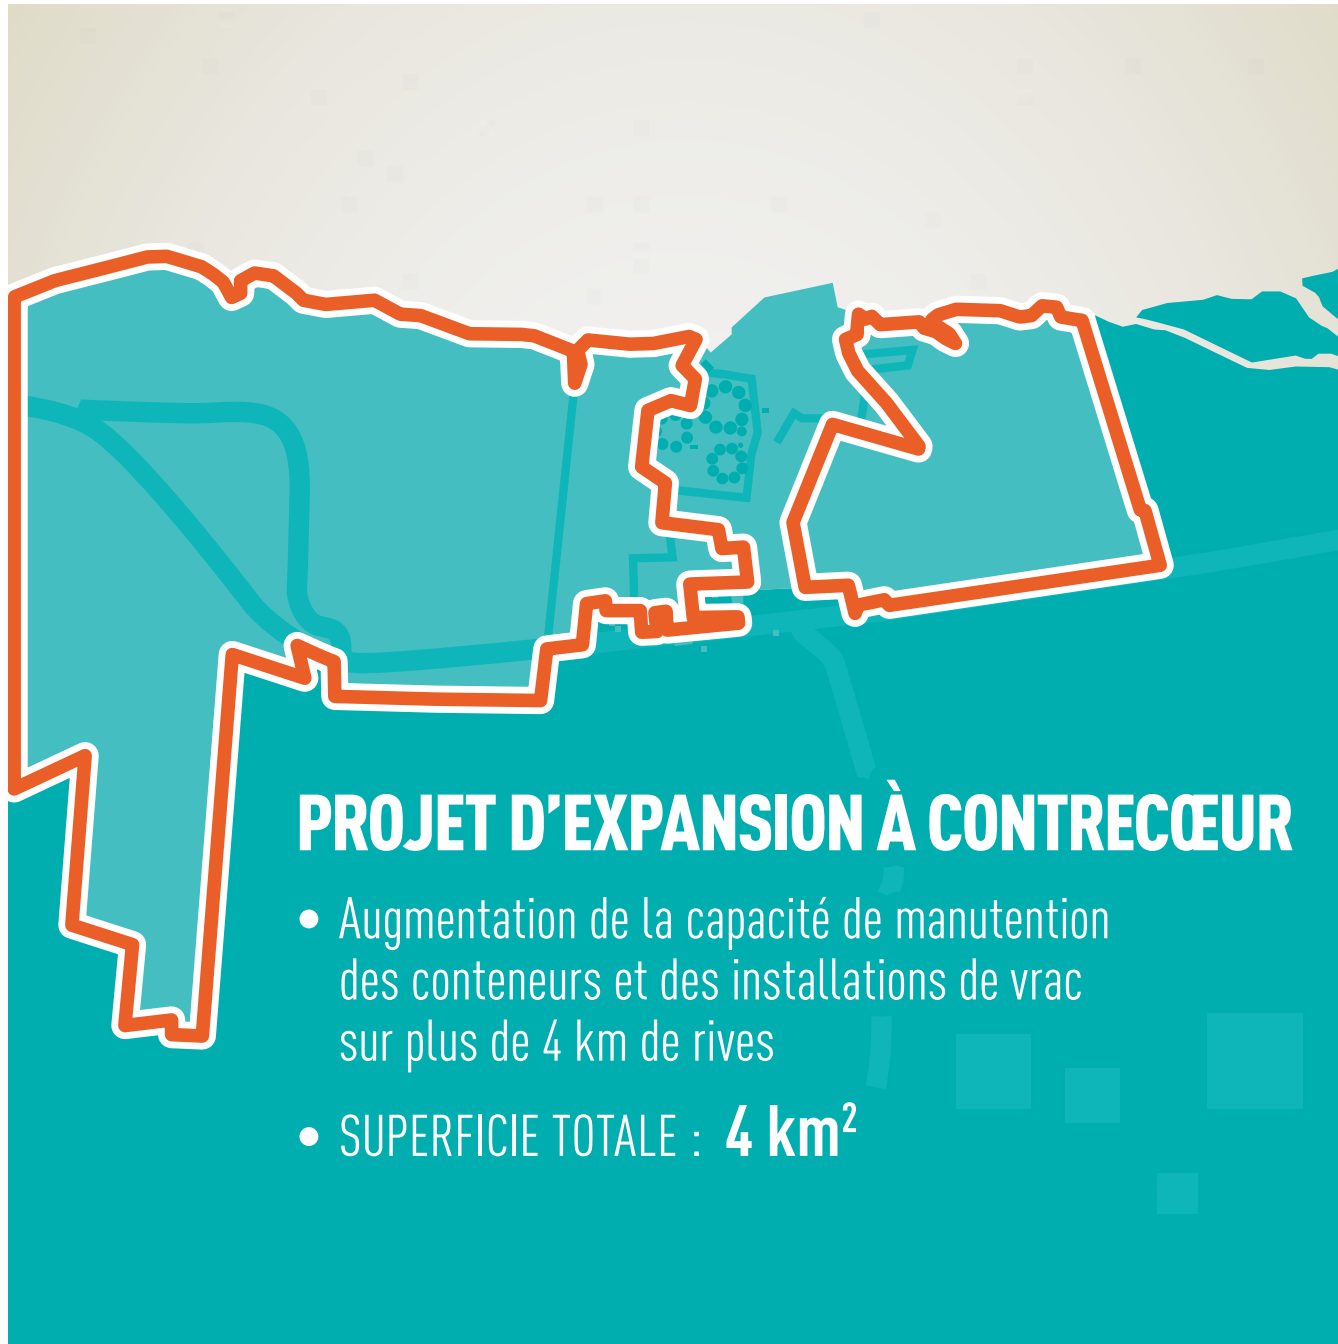 PROJET D'EXPANSION À CONTRECŒUR
• Augmentation de la capacité de manutention
des conteneurs et des installations de vrac
sur plus de 4 km de rives
• SUPERFICIE TOTALE : 4 km²